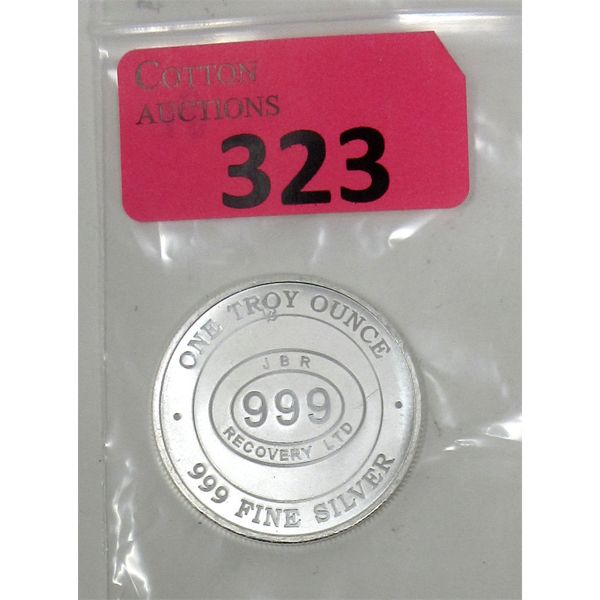 COTTON
AUCTIONS
323
ONE TROY OUNCE
JBR
999
RECOVERY LTD
999 FINE SILVER